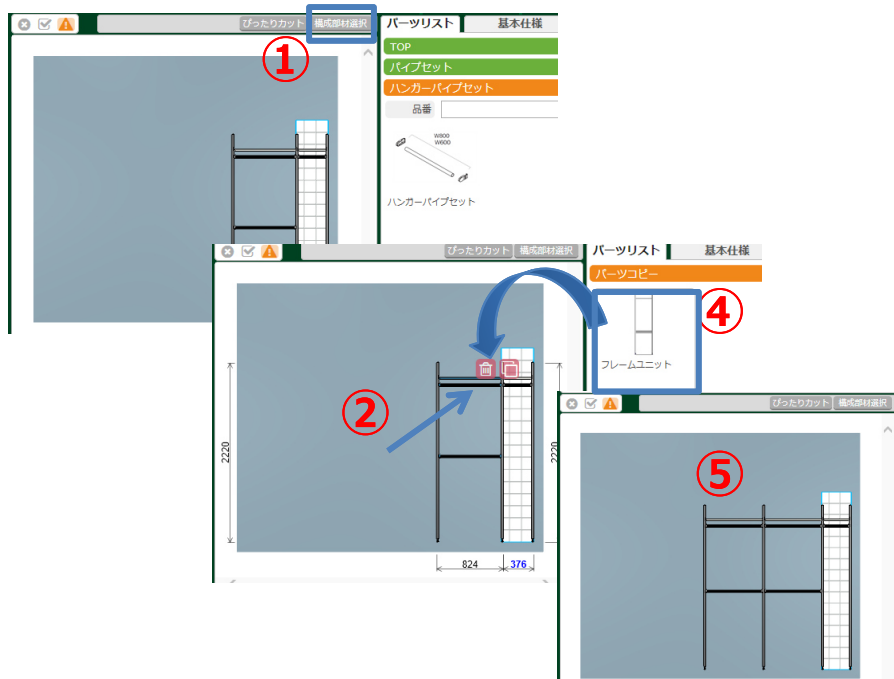 ぴったりカット 構成部材選択
パーツリスト 基本仕様
TOP
パイプセット
ハンガーパイプセット
品番
W800
W600
ハンガーパイプセット
①
ぴったりカット 構成部材選択
パーツリスト 基本仕様
パーツコピー
フレームユニット
④
②
2220
2220
824
376
ぴったりカット 構成部材選択
⑤